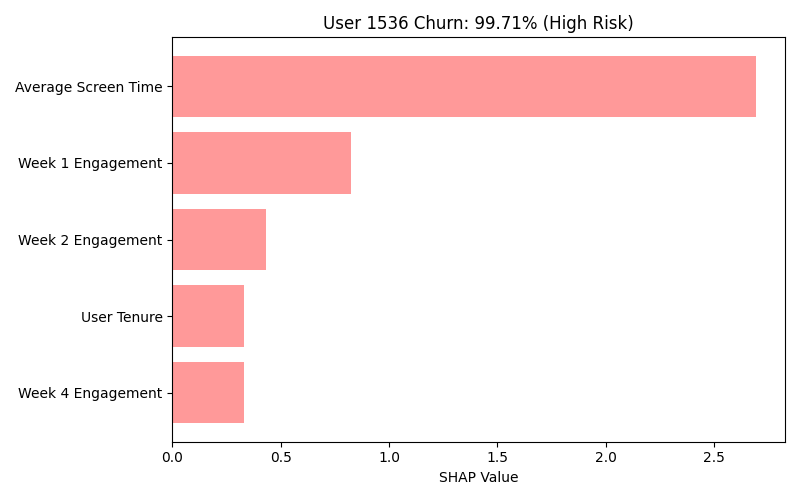 User 1536 Churn: 99.71% (High Risk)
Average Screen Time
Week 1 Engagement
Week 2 Engagement
User Tenure
Week 4 Engagement
0.0 0.5 1.0 1.5 2.0 2.5
SHAP Value